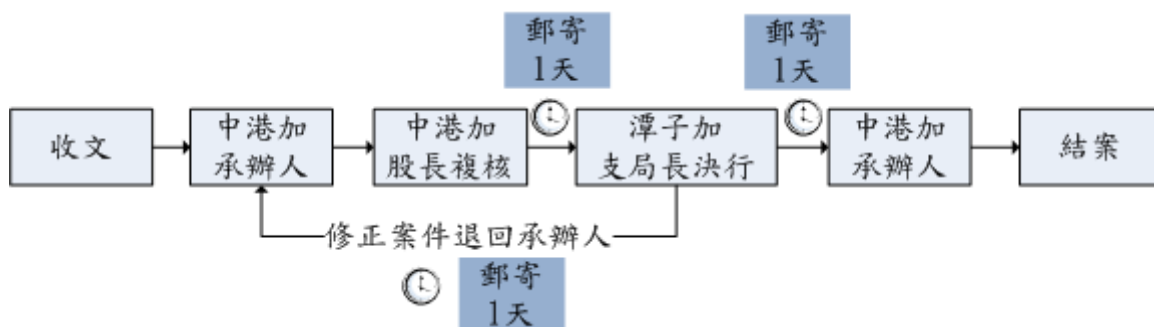 郵寄
1天
郵寄
1天
收文
中港加
承辦人
中港加
股長複核
潭子加
支局長決行
中港加
承辦人
結案
修正案件退回承辦人
郵寄
1天